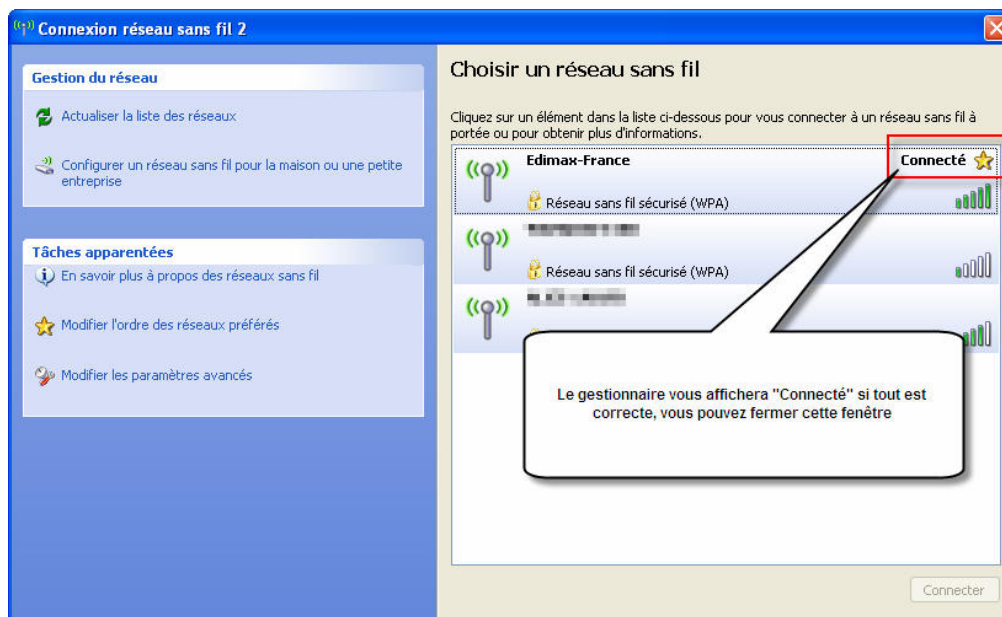 Connexion réseau sans fil 2
Gestion du réseau
Actualiser la liste des réseaux
Configurer un réseau sans fil pour la maison ou une petite
entreprise
Tâches apparentées
En savoir plus à propos des réseaux sans fil
Modifier l'ordre des réseaux préférés
Modifier les paramètres avancés
Choisir un réseau sans fil
Cliquez sur un élément dans la liste ci-dessous pour vous connecter à un réseau sans fil à
portée ou pour obtenir plus d'informations.
Edimax-France
Connecté
Réseau sans fil sécurisé (WPA)
Réseau sans fil sécurisé (WPA)
Le gestionnaire vous affichera "Connecté" si tout est
correcte, vous pouvez fermer cette fenêtre
Connecter